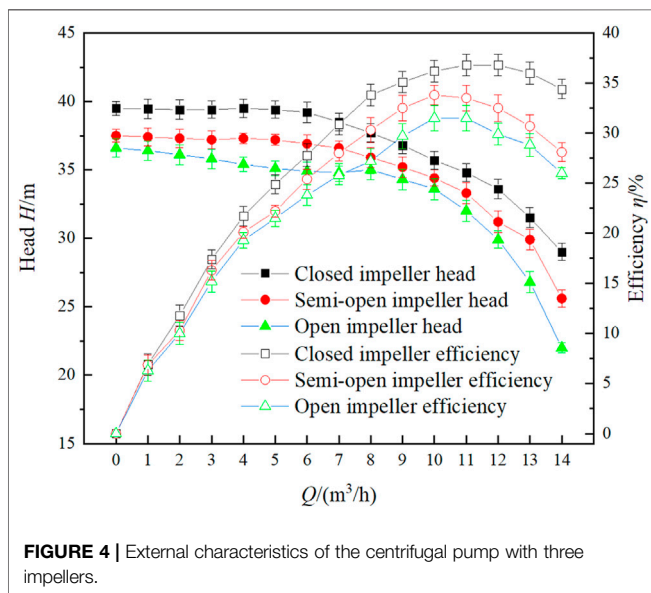 45
40
35
30
25
20
15
Head H/m
40
35
30
25
20
15
10
5
0
Efficiency η/%
Closed impeller head
Semi-open impeller head
Open impeller head
Closed impeller efficiency
Semi-open impeller efficiency
Open impeller efficiency
0 1 2 3 4 5 6 7 8 9 10 11 12 13 14
Q/(m³/h)
FIGURE 4 | External characteristics of the centrifugal pump with three
impellers.